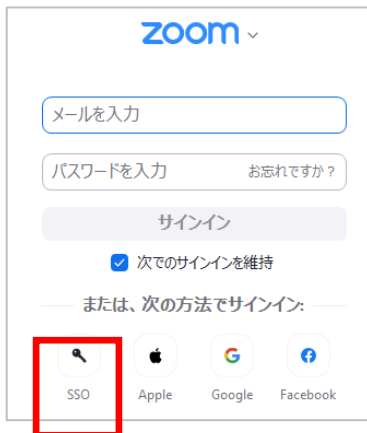 zoom
メールを入力
パスワードを入力 お忘れですか？
サインイン
次でのサインインを維持
または、次の方法でサインイン:
SSO Apple Google Facebook